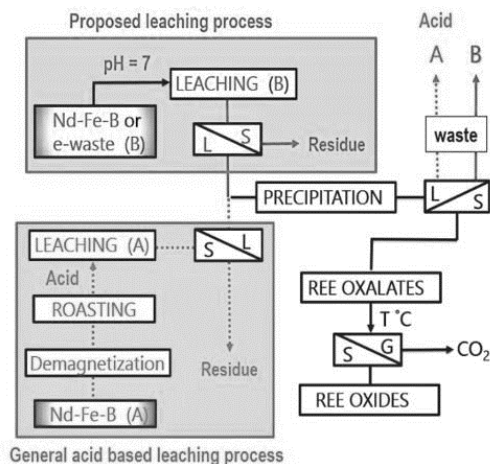 Proposed leaching process
Acid
pH = 7
LEACHING (B)
A
B
Nd-Fe-B or
e-waste (B)
L
S
Residue
waste
PRECIPITATION
L
S
LEACHING (A)
S
L
Acid
ROASTING
REE OXALATES
T °C
Demagnetization
Residue
S
G
CO2
Nd-Fe-B (A)
REE OXIDES
General acid based leaching process